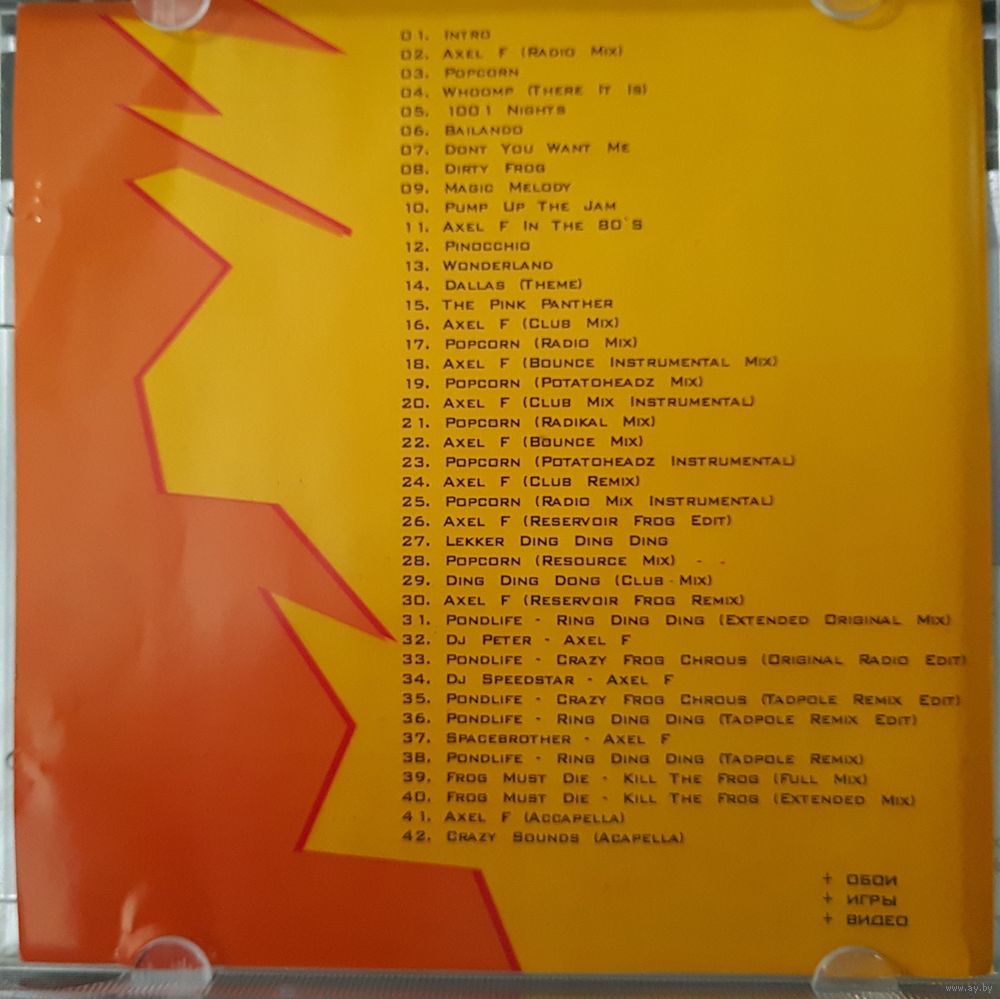 01. INTRO
02. AXEL F (RADIO MIX)
03. POPCORN
04. WHOOMP (THERE IT IS)
05. 1001 NIGHTS
06. BAILANDO
07. DONT YOU WANT ME
08. DIRTY FROG
09. MAGIC MELODY
10. PUMP UP THE JAM
11. AXEL F IN THE 80`S
12. PINOCCHIO
13. WONDERLAND
14. DALLAS (THEME)
15. THE PINK PANTHER
16. AXEL F (CLUB MIX)
17. POPCORN (RADIO MIX)
18. AXEL F (BOUNCE INSTRUMENTAL MIX)
19. POPCORN (POTATOHEADZ MIX)
20. AXEL F (CLUB MIX INSTRUMENTAL)
21. POPCORN (RADIKAL MIX)
22. AXEL F (BOUNCE MIX)
23. POPCORN (POTATOHEADZ INSTRUMENTAL)
24. AXEL F (CLUB REMIX)
25. POPCORN (RADIO MIX INSTRUMENTAL)
26. AXEL F (RESERVOIR FROG EDIT)
27. LEKKER DING DING DING
28. POPCORN (RESOURCE MIX)
29. DING DING DONG (CLUB MIX)
30. AXEL F (RESERVOIR FROG REMIX)
31. PONDLIFE - RING DING DING (EXTENDED ORIGINAL MIX)
32. DJ PETER - AXEL F
33. PONDLIFE - CRAZY FROG CHROUS (ORIGINAL RADIO EDIT)
34. DJ SPEEDSTAR - AXEL F
35. PONDLIFE - CRAZY FROG CHROUS (TADPOLE REMIX EDIT)
36. PONDLIFE - RING DING DING (TADPOLE REMIX EDIT)
37. SPACEBROTHER - AXEL F
38. PONDLIFE - RING DING DING (TADPOLE REMIX)
39. FROG MUST DIE - KILL THE FROG (FULL MIX)
40. FROG MUST DIE - KILL THE FROG (EXTENDED MIX)
41. AXEL F (ACCAPELLA)
42. CRAZY SOUNDS (ACAPELLA)
+ ОБОИ
+ ИГРЫ
+ ВИДЕО
www.ay.by